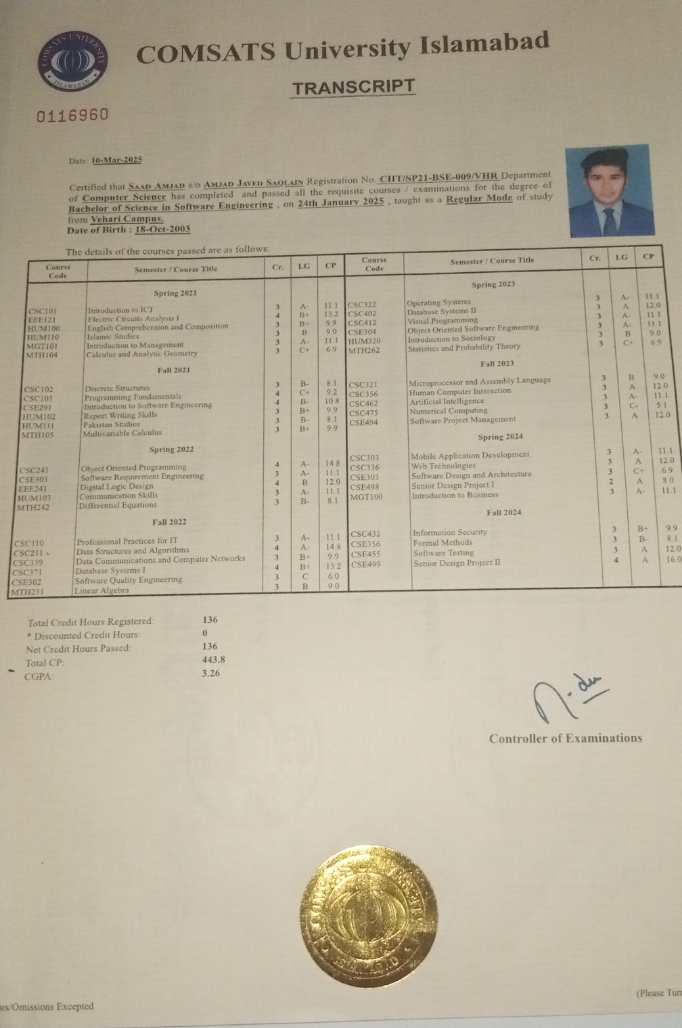 COMSATS University Islamabad
TRANSCRIPT
0116960
Date: 10-Mar-2025
Certified that SAAD AMJAD s/o AMJAD JAVED SAQLAIN Registration No. CIIT/SP21-BSE-009/VHR Department
of Computer Science has completed and passed all the requisite courses / examinations for the degree of
Bachelor of Science in Software Engineering , on 24th January 2025 , taught as a Regular Mode of study
from Vehari Campus.
Date of Birth : 18-Oct-2003
The details of the courses passed are as follows:
Course Code Semester / Course Title Cr. LG CP
Spring 2021
CSC101 Introduction to ICT 3 A- 11.1
EEE121 Electric Circuits Analysis I 4 B+ 13.2
HUM100 English Comprehension and Composition 3 B+ 9.9
HUM110 Islamic Studies 3 B 9.0
MGT101 Introduction to Management 3 A- 11.1
MTH104 Calculus and Analytic Geometry 3 C+ 6.9
Fall 2021
CSC102 Discrete Structures 3 B- 8.1
CSC103 Programming Fundamentals 4 C+ 9.2
CSE291 Introduction to Software Engineering 4 B- 10.8
HUM102 Report Writing Skills 3 B+ 9.9
HUM111 Pakistan Studies 3 B- 8.1
MTH105 Multivariable Calculus 3 B+ 9.9
Spring 2022
CSC241 Object Oriented Programming 4 A- 14.8
CSE305 Software Requirement Engineering 3 A- 11.1
EEE241 Digital Logic Design 4 B 12.0
HUM103 Communication Skills 3 A- 11.1
MTH242 Differential Equations 3 B- 8.1
Fall 2022
CSC110 Professional Practices for IT 3 A- 11.1
CSC211 Data Structures and Algorithms 4 A- 14.8
CSC339 Data Communications and Computer Networks 3 B+ 9.9
CSC371 Database Systems I 4 B+ 13.2
CSE302 Software Quality Engineering 3 C 6.0
MTH231 Linear Algebra 3 B 9.0
Course Code Semester / Course Title Cr. LG CP
Spring 2023
CSC322 Operating Systems 3 A- 11.1
CSC402 Database Systems II 3 A 12.0
CSC412 Visual Programming 3 A- 11.1
CSE304 Object Oriented Software Engineering 3 A- 11.1
HUM320 Introduction to Sociology 3 B 9.0
MTH262 Statistics and Probability Theory 3 C+ 6.9
Fall 2023
CSC321 Microprocessor and Assembly Language 3 B 9.0
CSC356 Human Computer Interaction 3 A 12.0
CSC462 Artificial Intelligence 3 A- 11.1
CSC475 Numerical Computing 3 C- 5.1
CSE494 Software Project Management 3 A 12.0
Spring 2024
CSC303 Mobile Application Development 3 A- 11.1
CSC336 Web Technologies 3 A 12.0
CSE303 Software Design and Architecture 3 C+ 6.9
CSE498 Senior Design Project I 2 A 8.0
MGT100 Introduction to Business 3 A- 11.1
Fall 2024
CSC432 Information Security 3 B+ 9.9
CSE356 Formal Methods 3 B- 8.1
CSE455 Software Testing 3 A 12.0
CSE499 Senior Design Project II 4 A 16.0
Total Credit Hours Registered: 136
* Discounted Credit Hours: 0
Net Credit Hours Passed: 136
Total CP: 443.8
CGPA: 3.26
Controller of Examinations
rs/Omissions Excepted
(Please Turn